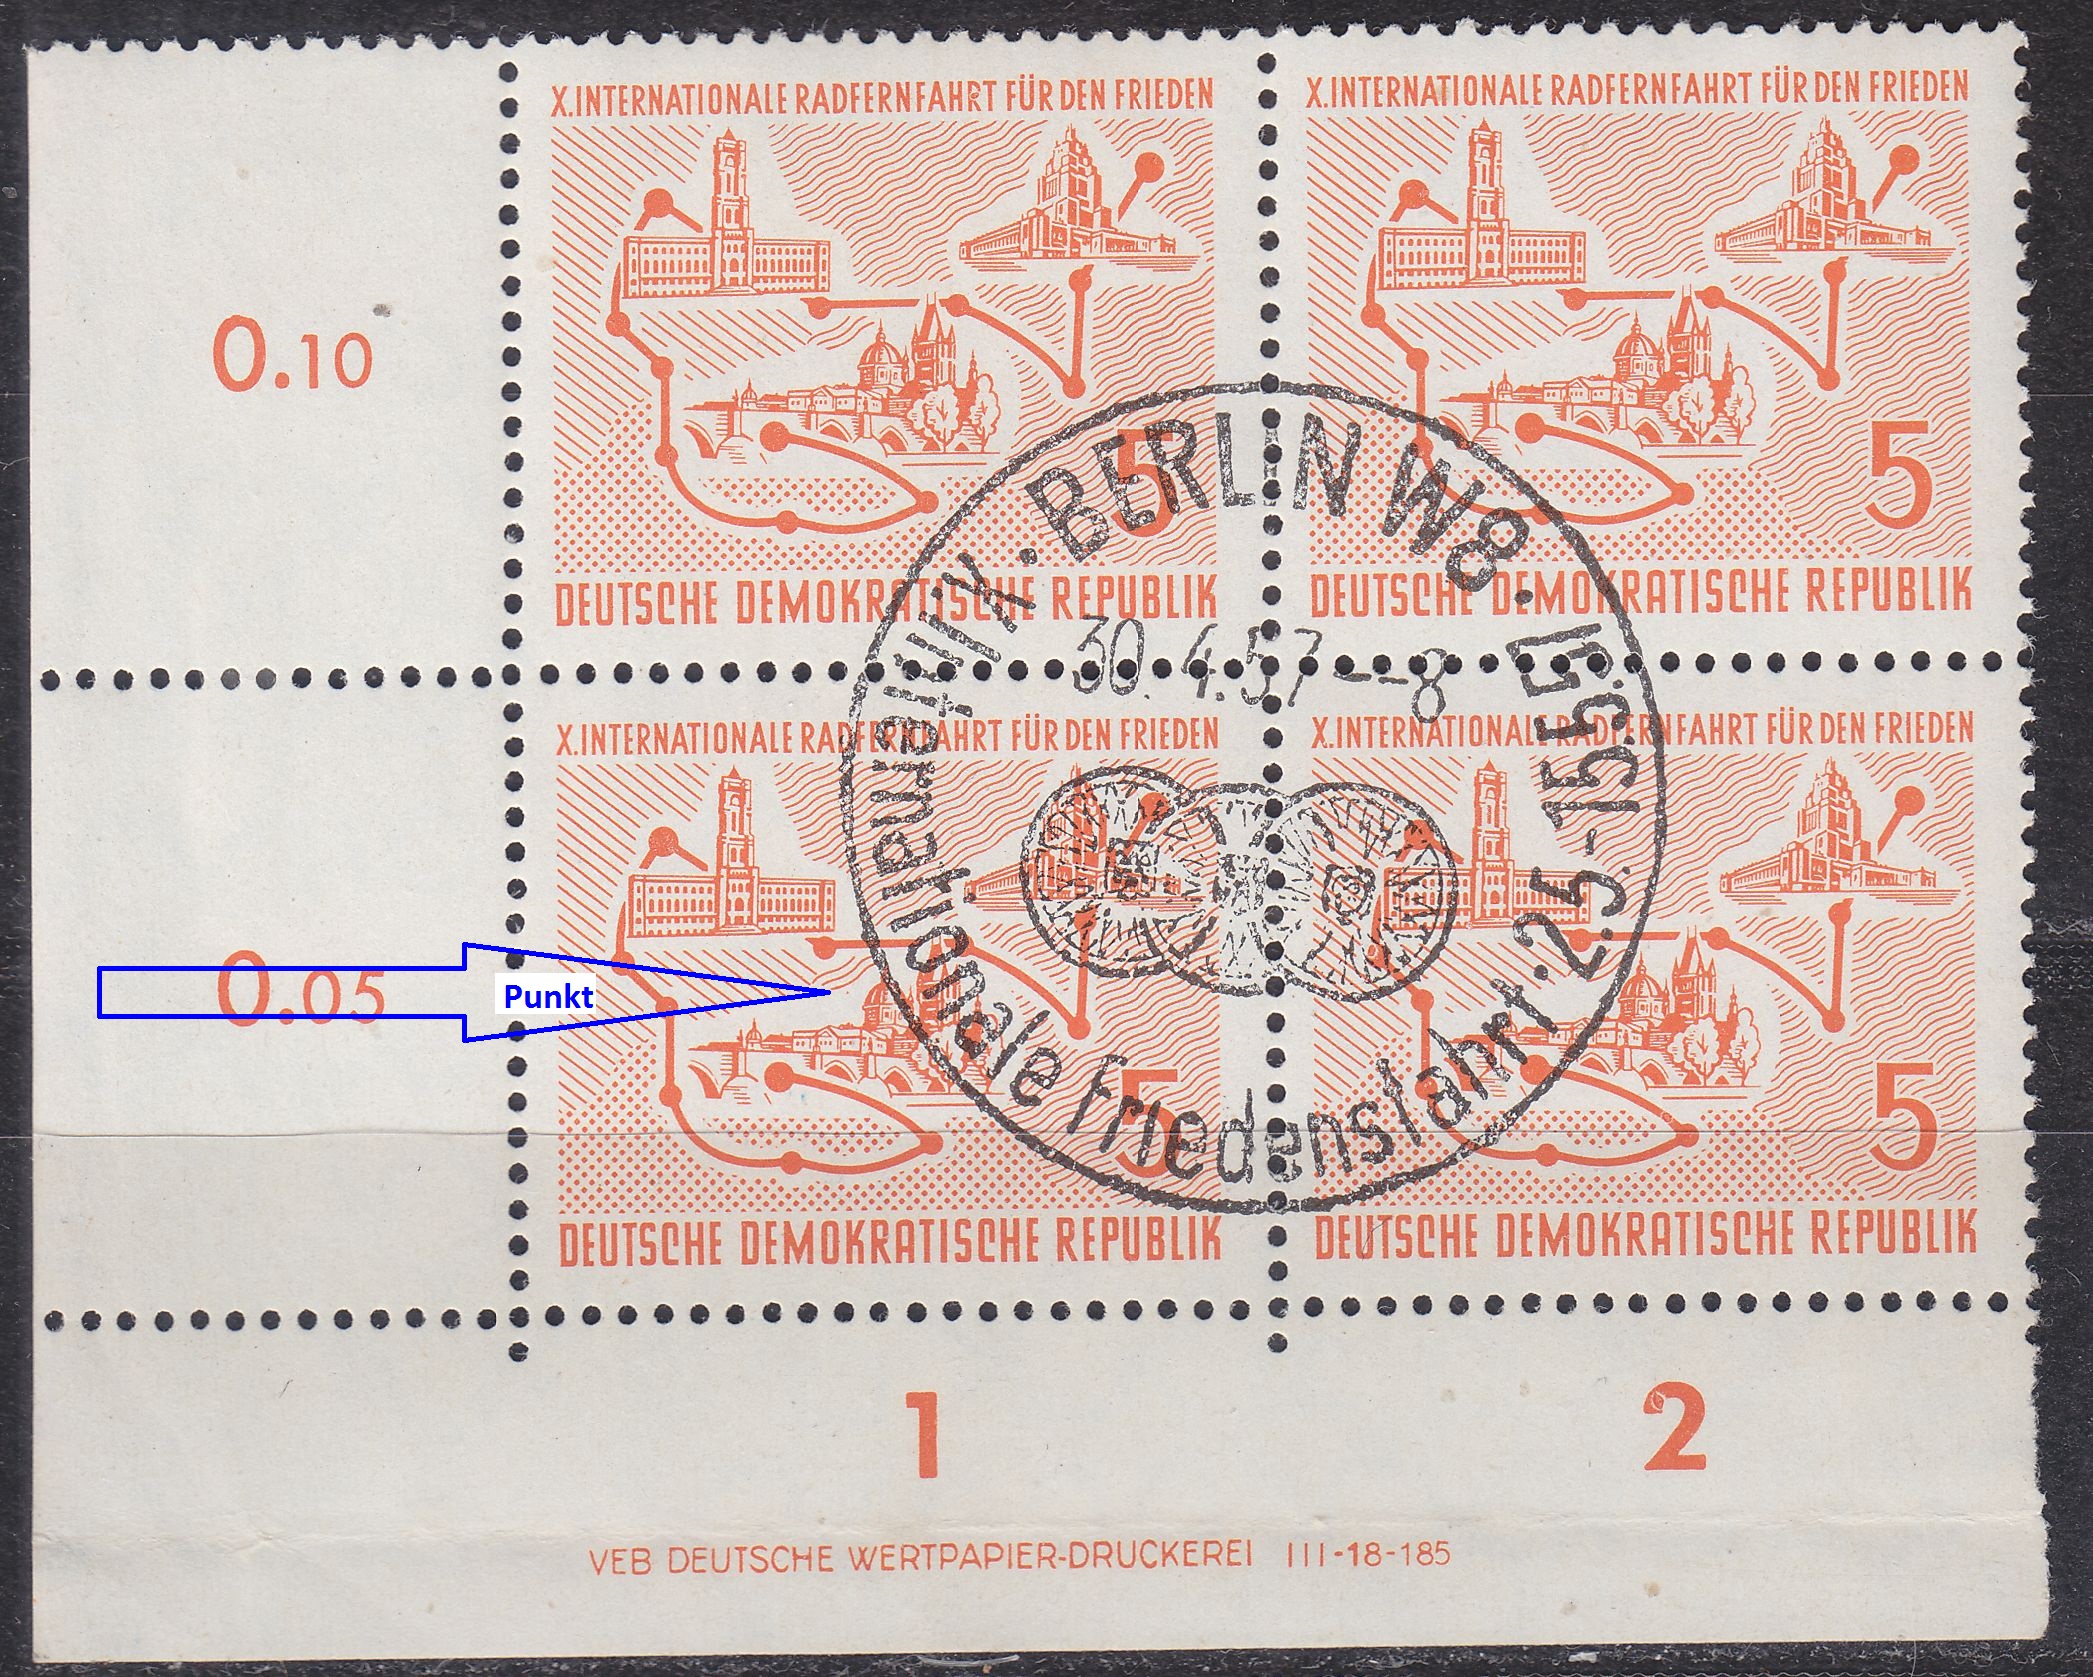 X.INTERNATIONALE RADFERNFAHRT FÜR DEN FRIEDEN
5
DEUTSCHE DEMOKRATISCHE REPUBLIK
X.INTERNATIONALE RADFERNFAHRT FÜR DEN FRIEDEN
5
DEUTSCHE DEMOKRATISCHE REPUBLIK
0.10
BERLIN W8
30.4.57--8
X. Internationale Friedensfahrt · 2.5.-15.5.
X.INTERNATIONALE RADFERNFAHRT FÜR DEN FRIEDEN
5
DEUTSCHE DEMOKRATISCHE REPUBLIK
X.INTERNATIONALE RADFERNFAHRT FÜR DEN FRIEDEN
5
DEUTSCHE DEMOKRATISCHE REPUBLIK
0.05
Punkt
1
2
VEB DEUTSCHE WERTPAPIER-DRUCKEREI III-18-185